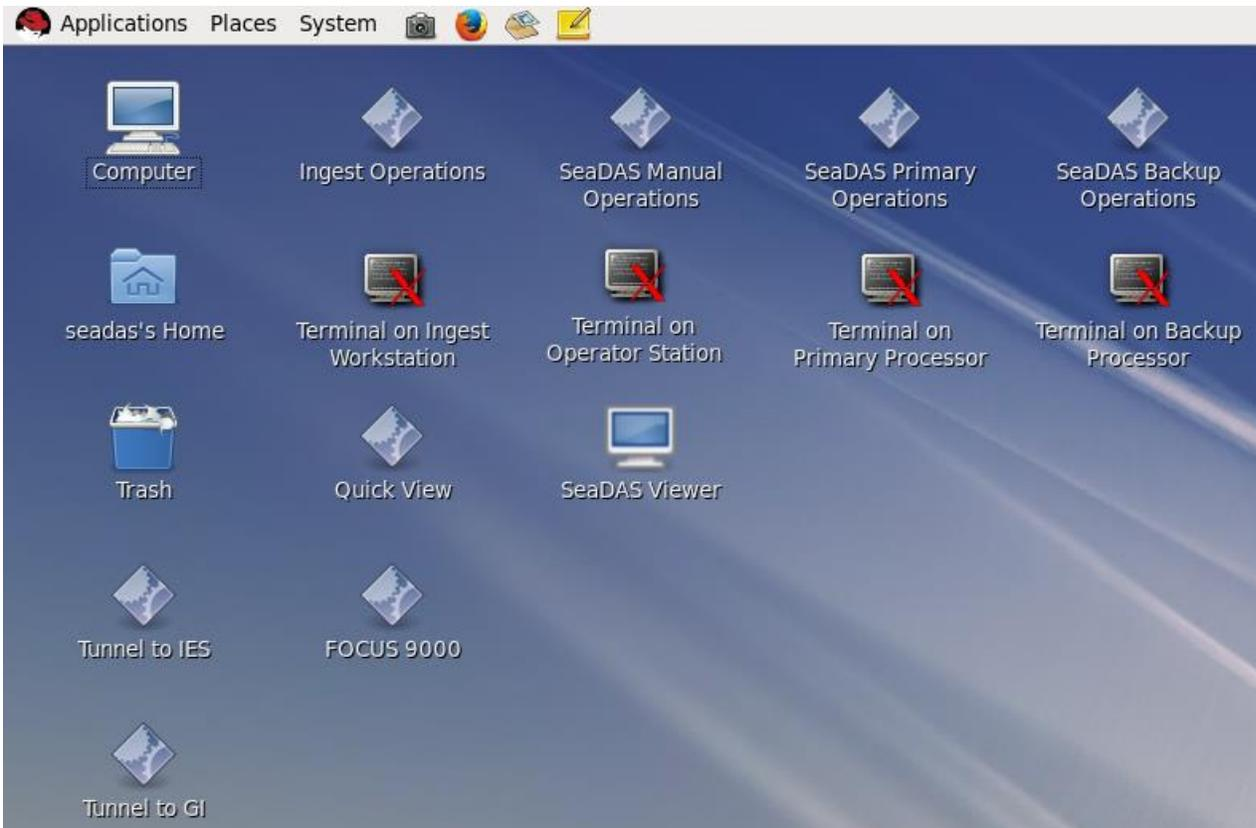 Applications Places System
Computer
Ingest Operations
SeaDAS Manual
Operations
SeaDAS Primary
Operations
SeaDAS Backup
Operations
seadas's Home
Terminal on Ingest
Workstation
Terminal on
Operator Station
Terminal on
Primary Processor
Terminal on Backup
Processor
Trash
Quick View
SeaDAS Viewer
Tunnel to IES
FOCUS 9000
Tunnel to GI